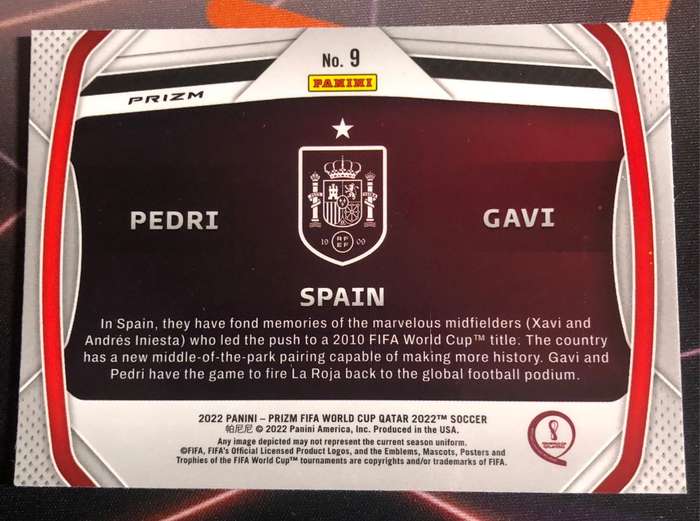 No. 9
PANINI
PRIZM
PEDRI
GAVI
19 RFEF 09
SPAIN
In Spain, they have fond memories of the marvelous midfielders (Xavi and
Andrés Iniesta) who led the push to a 2010 FIFA World Cup™ title. The country
has a new middle-of-the-park pairing capable of making more history. Gavi and
Pedri have the game to fire La Roja back to the global football podium.
2022 PANINI – PRIZM FIFA WORLD CUP QATAR 2022™ SOCCER
帕尼尼 © 2022 Panini America, Inc. Produced in the USA.
Any image depicted may not represent the current season uniform.
©FIFA, FIFA's Official Licensed Product Logos, and the Emblems, Mascots, Posters and
Trophies of the FIFA World Cup™ tournaments are copyrights and/or trademarks of FIFA.